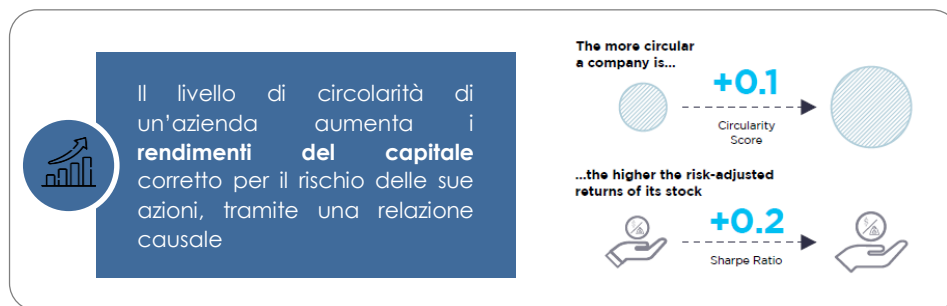 Il livello di circolarità di
un'azienda aumenta i
rendimenti del capitale
corretto per il rischio delle sue
azioni, tramite una relazione
causale
The more circular
a company is...
+0.1
Circularity
Score
...the higher the risk-adjusted
returns of its stock
+0.2
Sharpe Ratio